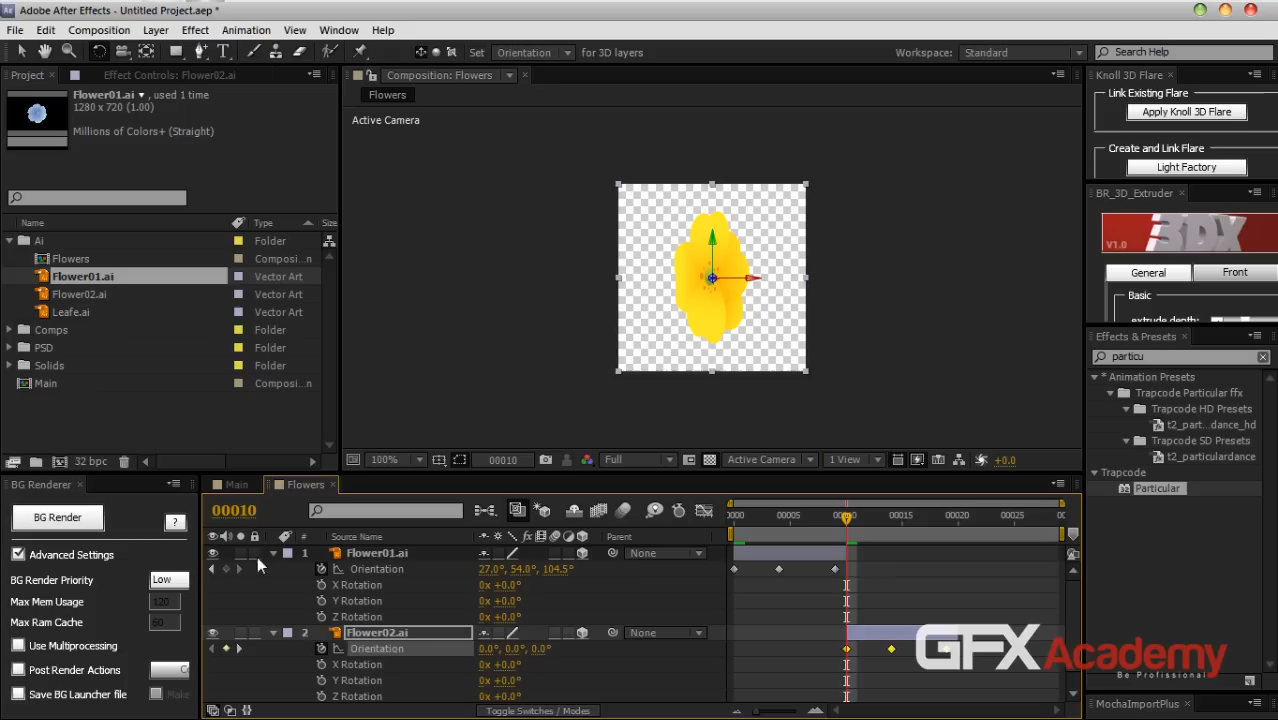 Adobe After Effects - Untitled Project.aep *
File Edit Composition Layer Effect Animation View Window Help
Set Orientation for 3D layers Workspace: Standard Search Help
Project Effect Controls: Flower02.ai Composition: Flowers Knoll 3D Flare
Flower01.ai , used 1 time
1280 x 720 (1.00)
Millions of Colors+ (Straight)
Flowers
Active Camera
Link Existing Flare
Apply Knoll 3D Flare
Create and Link Flare
Light Factory
BR_3D_Extruder
3DX
V1.0
General Front
Basic
extrude depth:
Name Type Size
Ai Folder
Flowers Composi...n
Flower01.ai Vector Art
Flower02.ai Vector Art
Leafe.ai Vector Art
Comps Folder
PSD Folder
Solids Folder
Main Composi...n
32 bpc
Effects & Presets
particu
* Animation Presets
Trapcode Particular ffx
Trapcode HD Presets
t2_part...dance_hd
Trapcode SD Presets
t2_particulardance
Trapcode
32 Particular
100% 00010 Full Active Camera 1 View +0.0
BG Renderer
BG Render ?
Advanced Settings
BG Render Priority Low
Max Mem Usage 120
Max Ram Cache 60
Use Multiprocessing
Post Render Actions
Save BG Launcher file Make
Main Flowers
00010
0000 00005 00015 00020 00025
# Source Name Parent
1 Flower01.ai None
Orientation 27.0°, 54.0°, 104.5°
X Rotation 0x +0.0°
Y Rotation 0x +0.0°
Z Rotation 0x +0.0°
2 Flower02.ai None
Orientation 0.0°, 0.0°, 0.0°
X Rotation 0x +0.0°
Y Rotation 0x +0.0°
Z Rotation 0x +0.0°
Toggle Switches / Modes
GFXAcademy
Be Profissional
MochaImportPlus